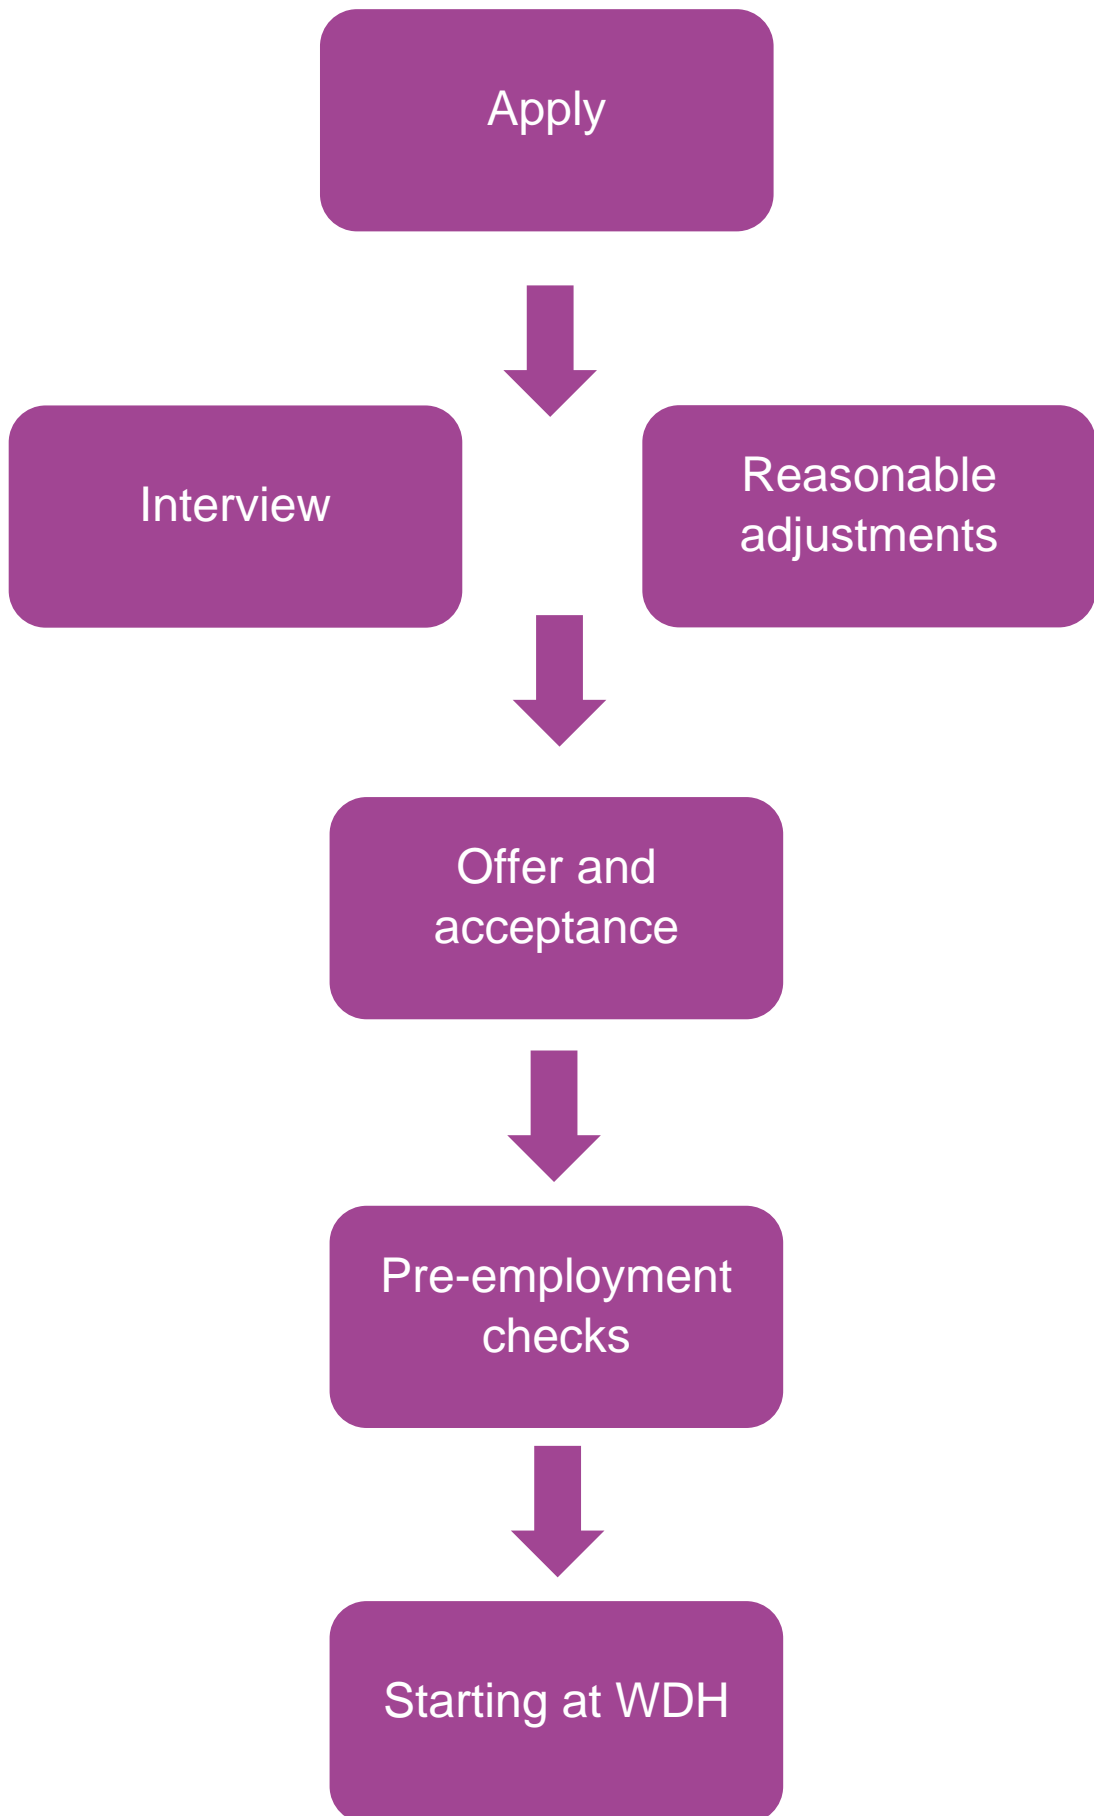 Apply
Interview
Reasonable
adjustments
Offer and
acceptance
Pre-employment
checks
Starting at WDH